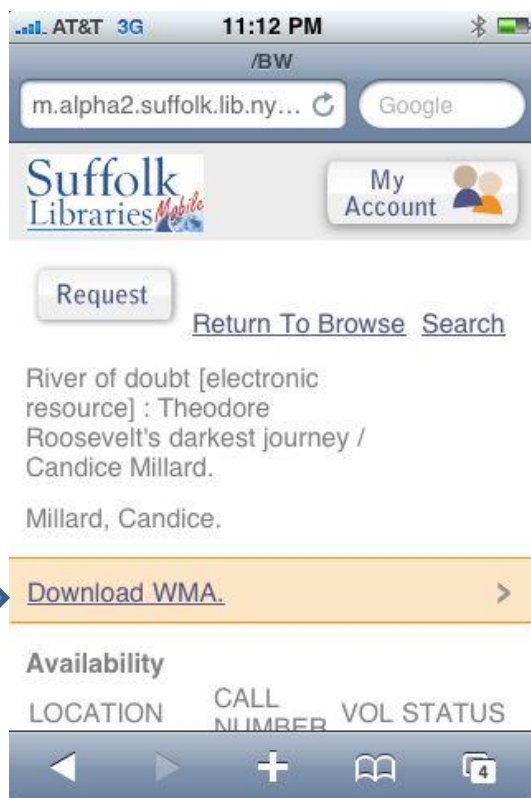 AT&T 3G 11:12 PM
/BW
m.alpha2.suffolk.lib.ny... Google
Suffolk
Libraries Mobile
My
Account
Request
Return To Browse Search
River of doubt [electronic
resource] : Theodore
Roosevelt's darkest journey /
Candice Millard.
Millard, Candice.
Download WMA.
Availability
LOCATION CALL NUMBER VOL STATUS
4